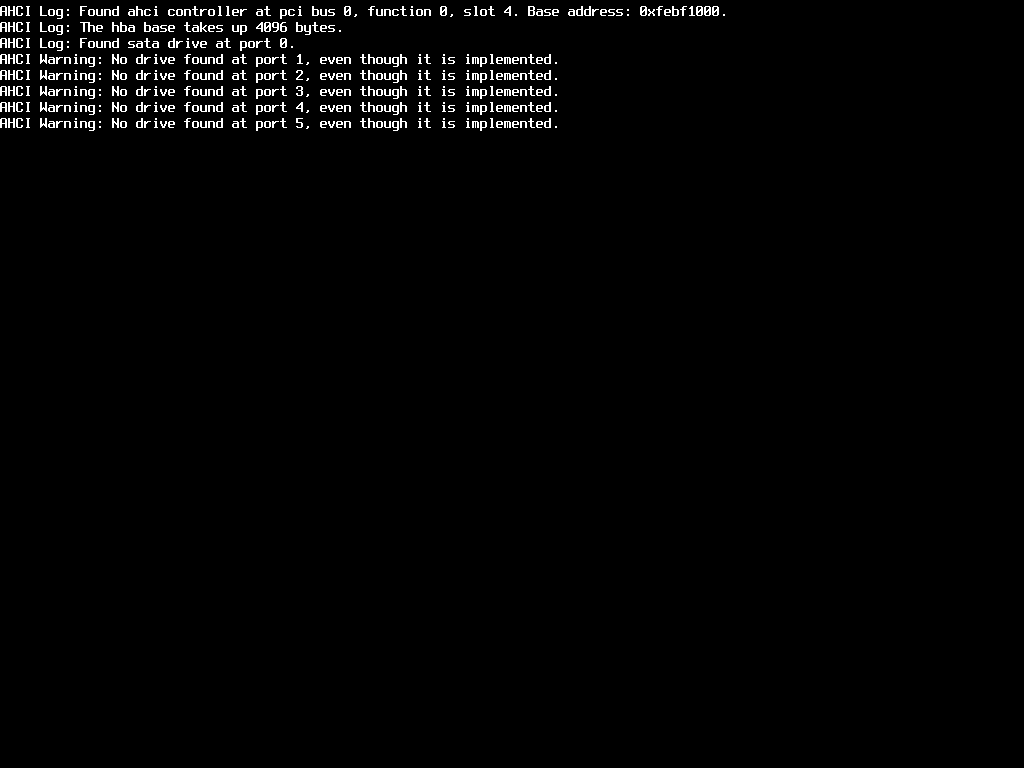 AHCI Log: Found ahci controller at pci bus 0, function 0, slot 4. Base address: 0xfebf1000.
AHCI Log: The hba base takes up 4096 bytes.
AHCI Log: Found sata drive at port 0.
AHCI Warning: No drive found at port 1, even though it is implemented.
AHCI Warning: No drive found at port 2, even though it is implemented.
AHCI Warning: No drive found at port 3, even though it is implemented.
AHCI Warning: No drive found at port 4, even though it is implemented.
AHCI Warning: No drive found at port 5, even though it is implemented.